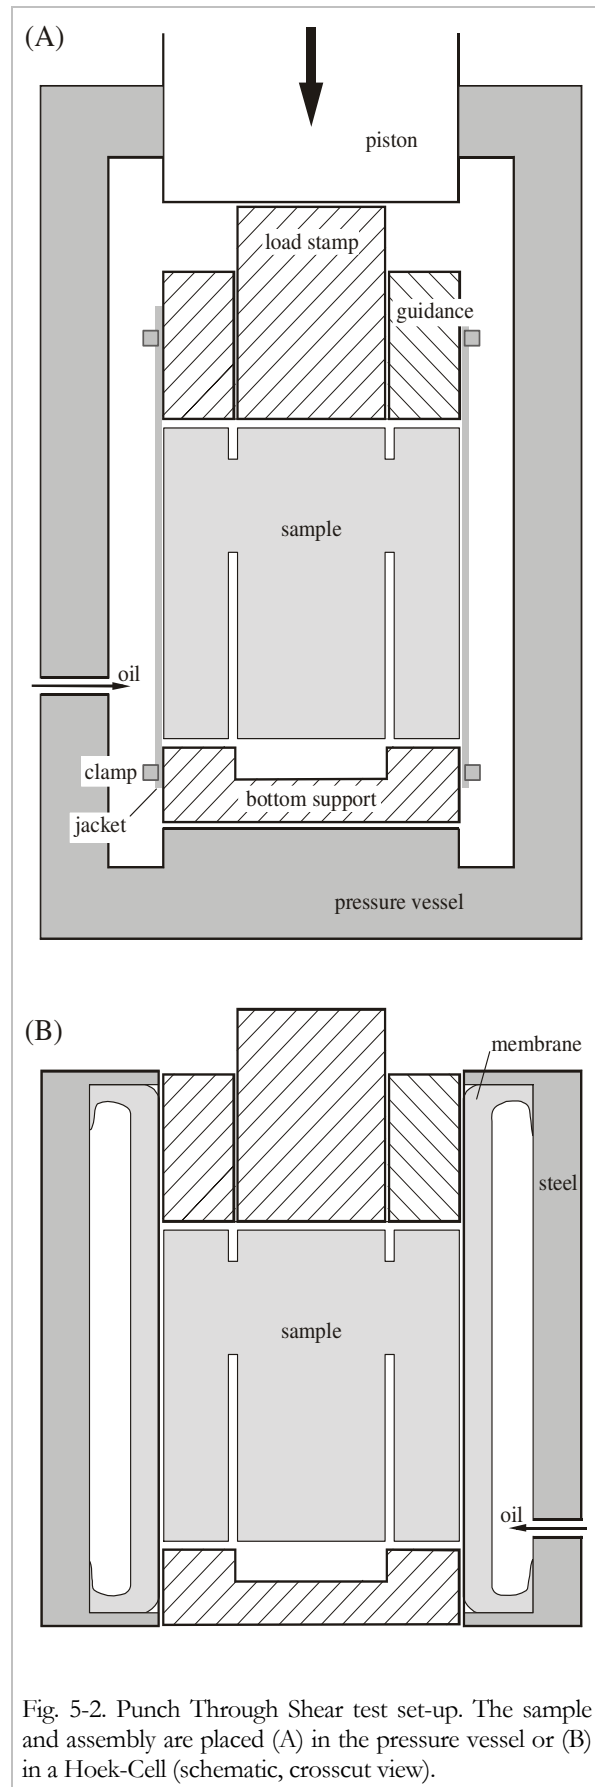 (A)
piston
load stamp
guidance
sample
oil
clamp
bottom support
jacket
pressure vessel
(B)
membrane
steel
sample
oil
Fig. 5-2. Punch Through Shear test set-up. The sample
and assembly are placed (A) in the pressure vessel or (B)
in a Hoek-Cell (schematic, crosscut view).